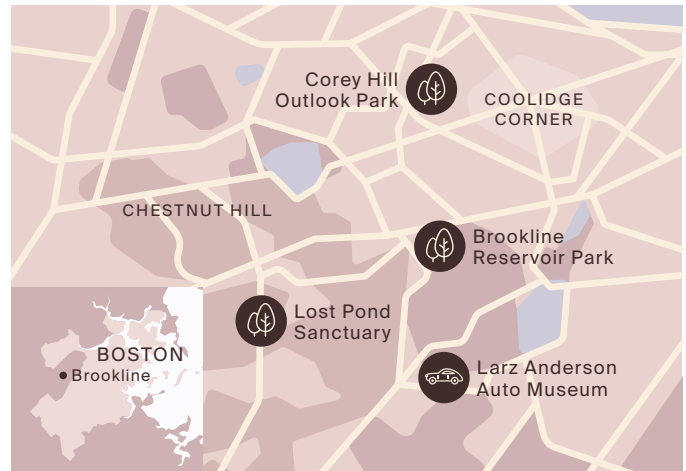 Corey Hill
Outlook Park
COOLIDGE
CORNER
CHESTNUT HILL
Brookline
Reservoir Park
Lost Pond
Sanctuary
BOSTON
Brookline
Larz Anderson
Auto Museum